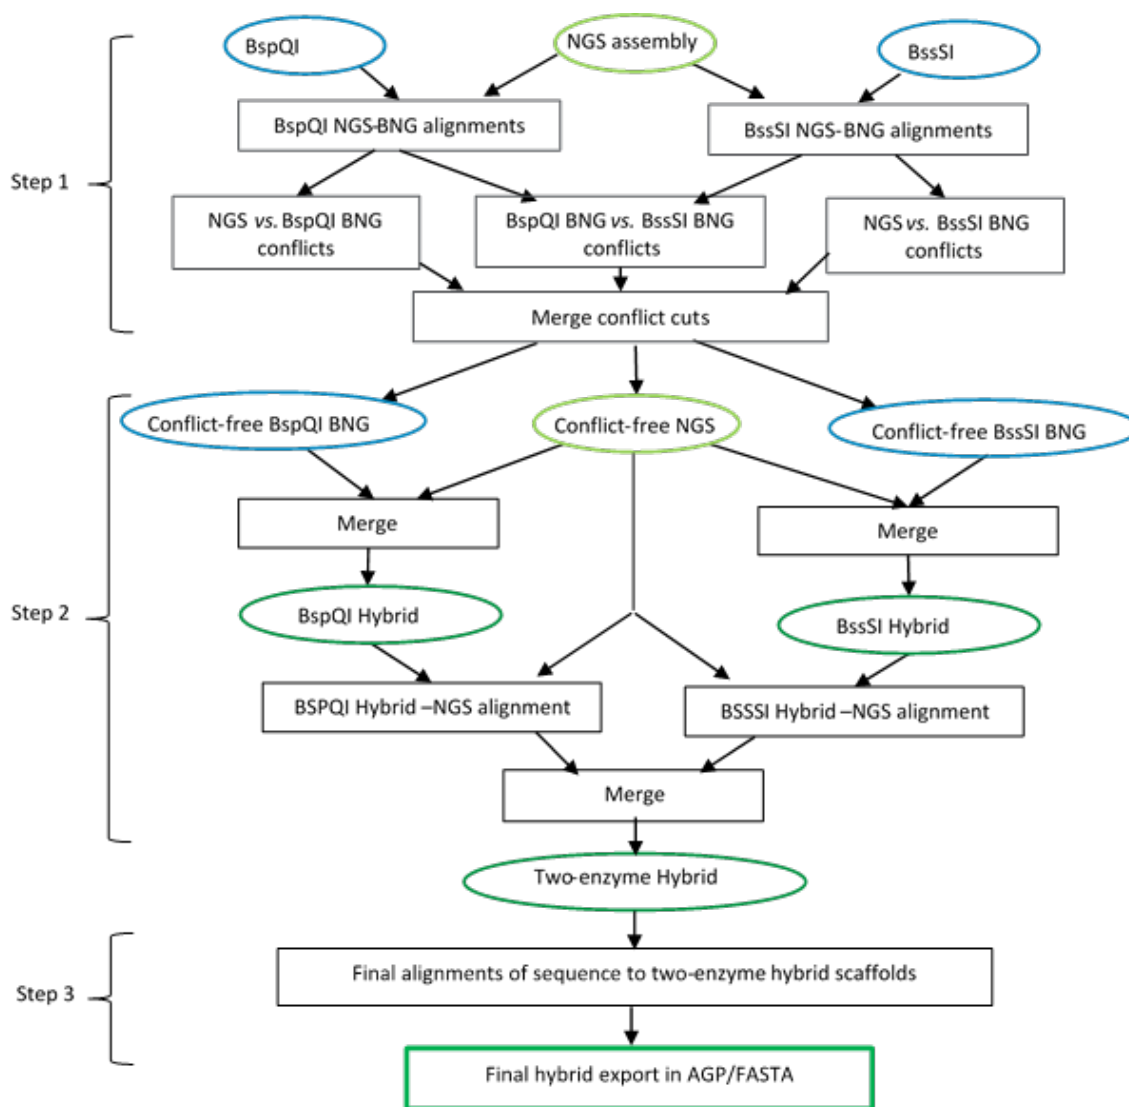 BspQI
NGS assembly
BssSI
BspQI NGS-BNG alignments
BssSI NGS-BNG alignments
Step 1
NGS vs. BspQI BNG
conflicts
BspQI BNG vs. BssSI BNG
conflicts
NGS vs. BssSI BNG
conflicts
Merge conflict cuts
Conflict-free BspQI BNG
Conflict-free NGS
Conflict-free BssSI BNG
Merge
Merge
Step 2
BspQI Hybrid
BssSI Hybrid
BSPQI Hybrid –NGS alignment
BSSSI Hybrid –NGS alignment
Merge
Two-enzyme Hybrid
Final alignments of sequence to two-enzyme hybrid scaffolds
Step 3
Final hybrid export in AGP/FASTA